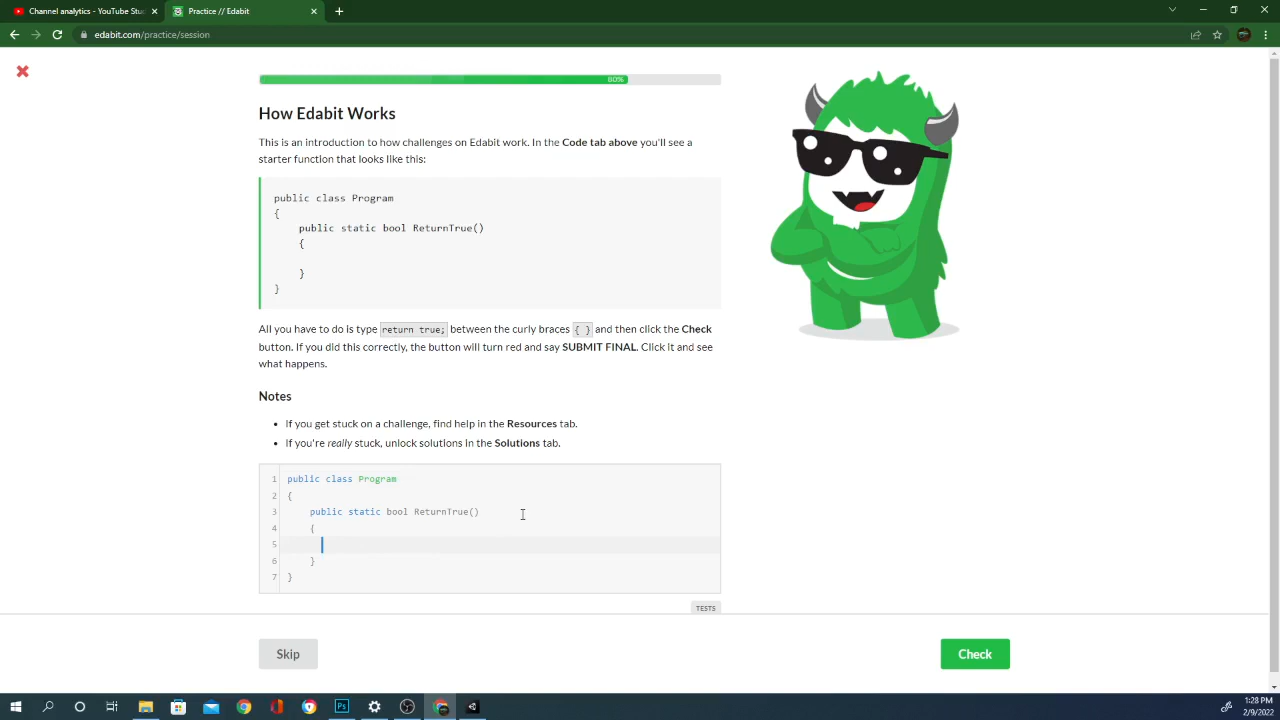 Channel analytics - YouTube Stu
Practice // Edabit
edabit.com/practice/session
80%
How Edabit Works
This is an introduction to how challenges on Edabit work. In the Code tab above you'll see a
starter function that looks like this:
public class Program
{
public static bool ReturnTrue()
{
}
}
All you have to do is type return true; between the curly braces { } and then click the Check
button. If you did this correctly, the button will turn red and say SUBMIT FINAL. Click it and see
what happens.
Notes
• If you get stuck on a challenge, find help in the Resources tab.
• If you're really stuck, unlock solutions in the Solutions tab.
1 public class Program
2 {
3 public static bool ReturnTrue()
4 {
5
6 }
7 }
TESTS
Skip
Check
Ps
1:28 PM
2/9/2022